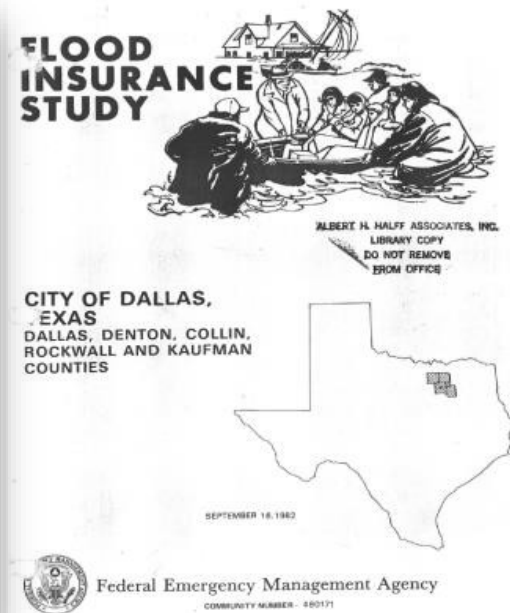 FLOOD
INSURANCE
STUDY
ALBERT H. HALFF ASSOCIATES, INC.
LIBRARY COPY
DO NOT REMOVE
FROM OFFICE
CITY OF DALLAS,
EXAS
DALLAS, DENTON, COLLIN,
ROCKWALL AND KAUFMAN
COUNTIES
SEPTEMBER 16, 1982
Federal Emergency Management Agency
COMMUNITY NUMBER - 480171